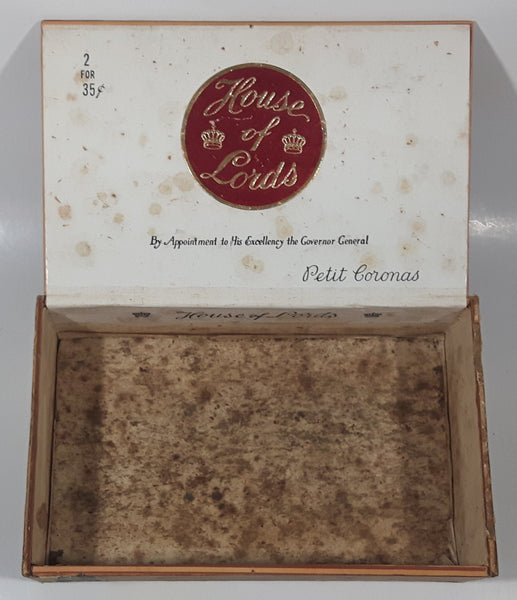 2
FOR
35¢
House
of
Lords
By Appointment to His Excellency the Governor General
Petit Coronas
House of Lords